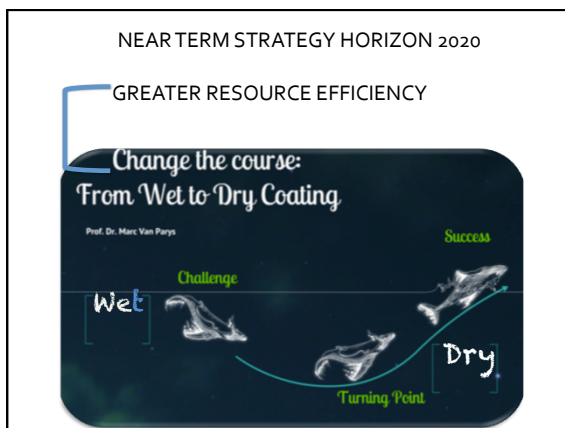 NEAR TERM STRATEGY HORIZON 2020
GREATER RESOURCE EFFICIENCY
Change the course:
From Wet to Dry Coating
Prof. Dr. Marc Van Parys
Success
Challenge
Wet
Dry
Turning Point